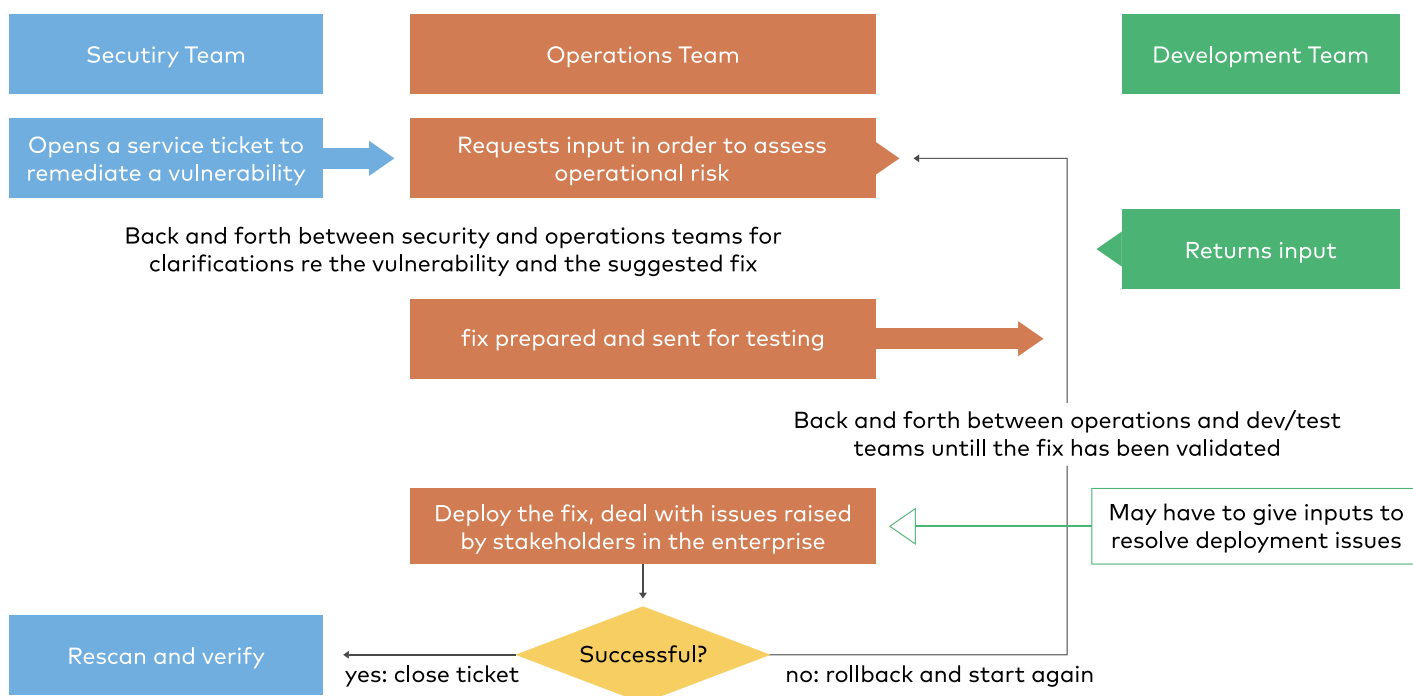 Secutiry Team
Operations Team
Development Team
Opens a service ticket to
remediate a vulnerability
Requests input in order to assess
operational risk
Back and forth between security and operations teams for
clarifications re the vulnerability and the suggested fix
Returns input
fix prepared and sent for testing
Back and forth between operations and dev/test
teams untill the fix has been validated
Deploy the fix, deal with issues raised
by stakeholders in the enterprise
May have to give inputs to
resolve deployment issues
Successful?
Rescan and verify
yes: close ticket
no: rollback and start again